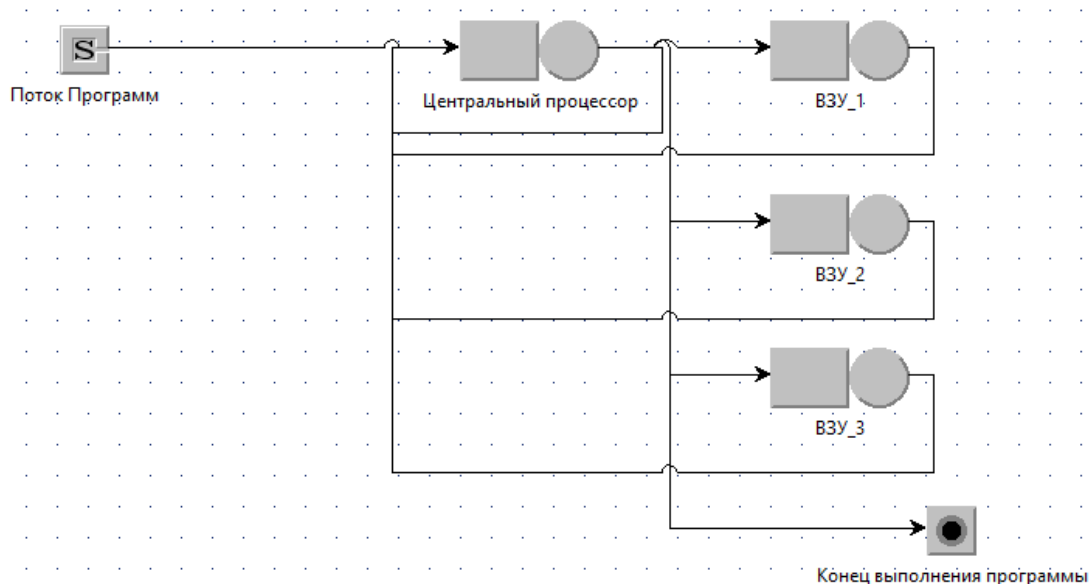 S
Поток Программ
Центральный процессор
ВЗУ_1
ВЗУ_2
ВЗУ_3
Конец выполнения программы